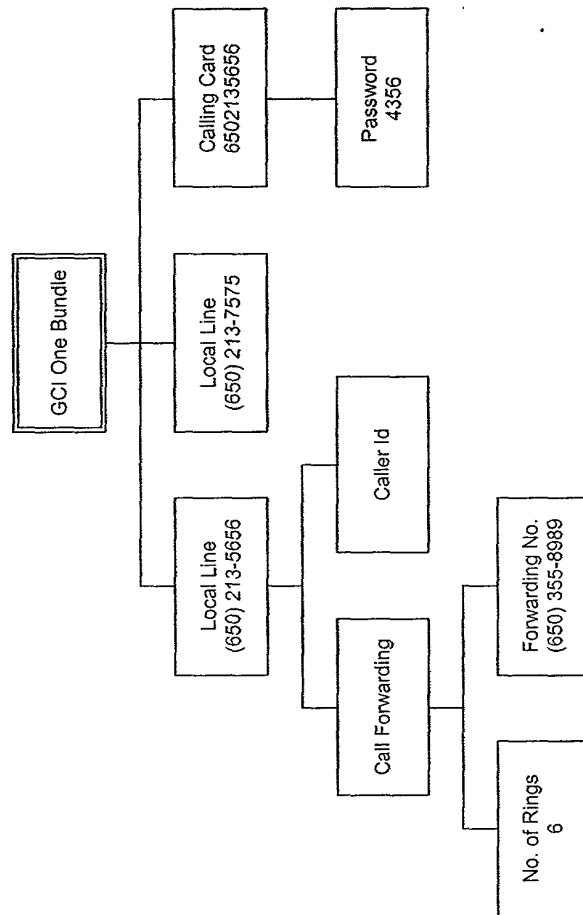 GCI One Bundle
Local Line
(650) 213-5656
Local Line
(650) 213-7575
Calling Card
6502135656
Call Forwarding
Caller Id
Password
4356
No. of Rings
6
Forwarding No.
(650) 355-8989